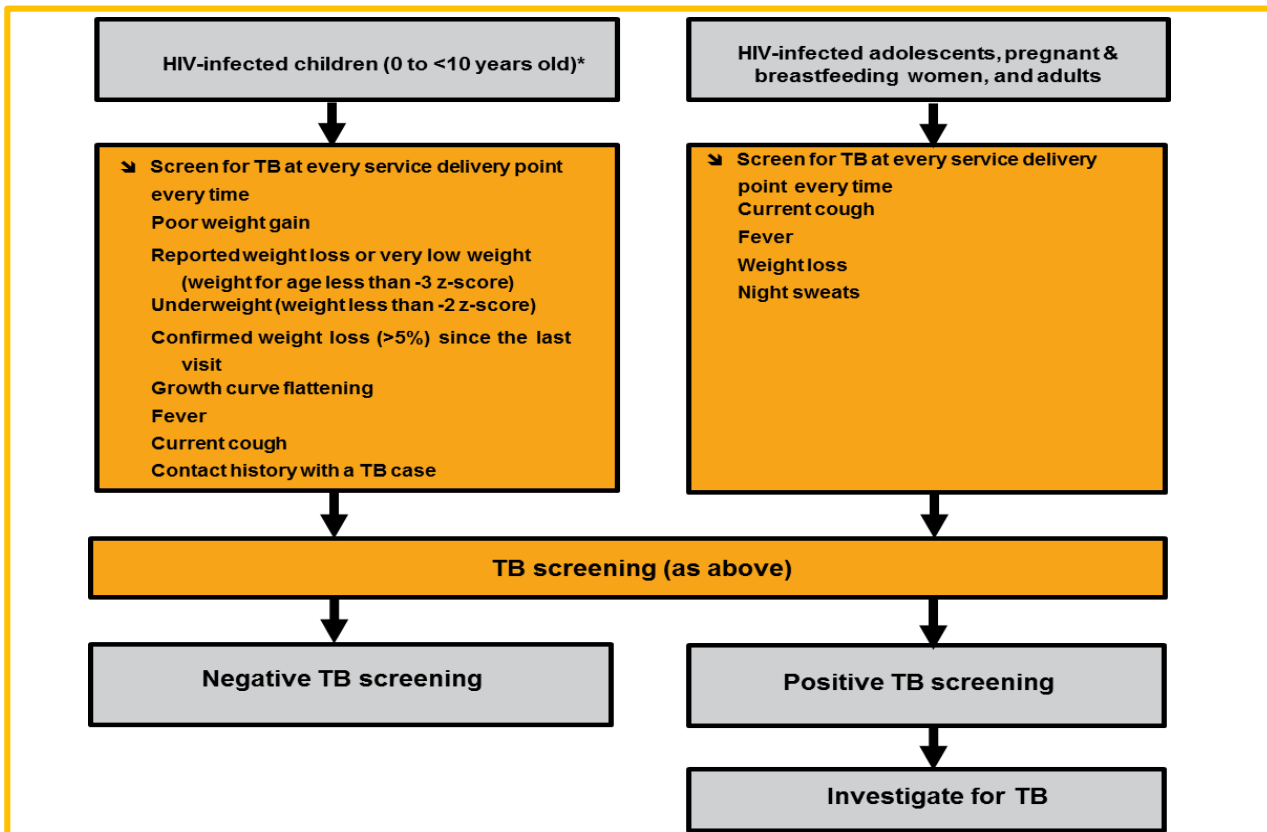 HIV-infected children (0 to <10 years old)*
➘ Screen for TB at every service delivery point
every time
Poor weight gain
Reported weight loss or very low weight
(weight for age less than -3 z-score)
Underweight (weight less than -2 z-score)
Confirmed weight loss (>5%) since the last
visit
Growth curve flattening
Fever
Current cough
Contact history with a TB case
HIV-infected adolescents, pregnant &
breastfeeding women, and adults
➘ Screen for TB at every service delivery
point every time
Current cough
Fever
Weight loss
Night sweats
TB screening (as above)
Negative TB screening
Positive TB screening
Investigate for TB